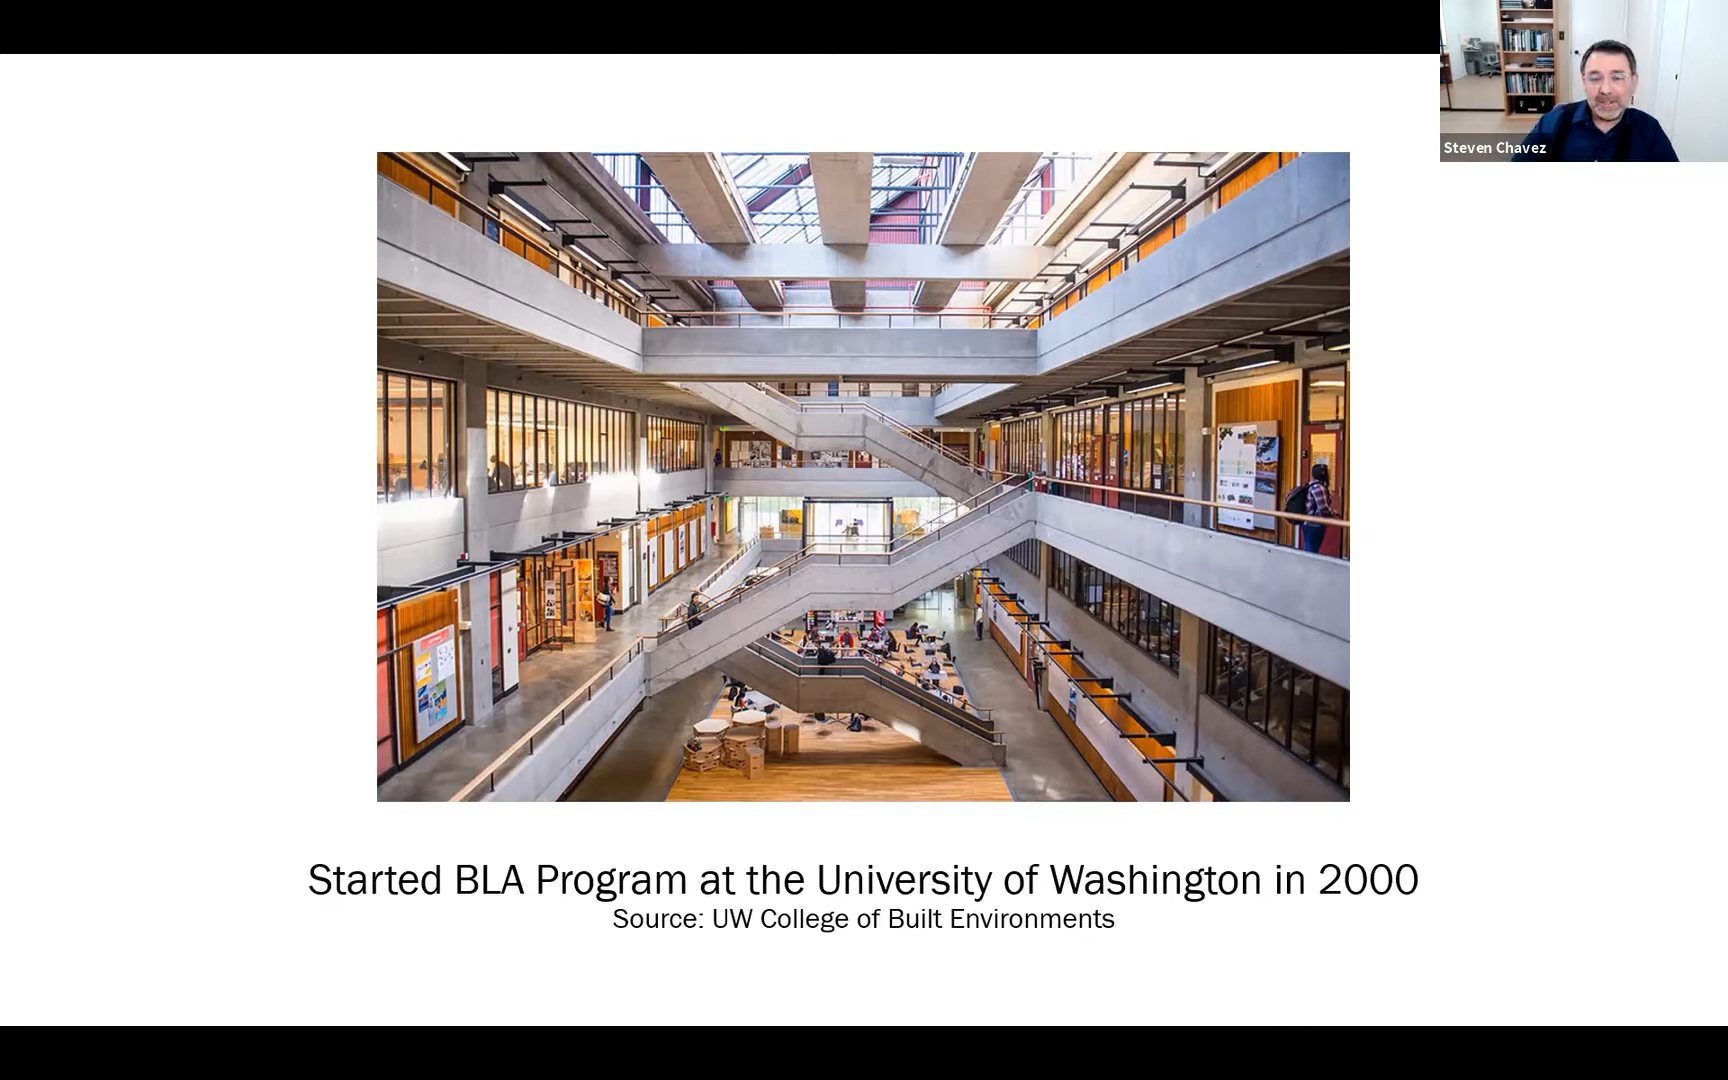 Steven Chavez
Started BLA Program at the University of Washington in 2000
Source: UW College of Built Environments